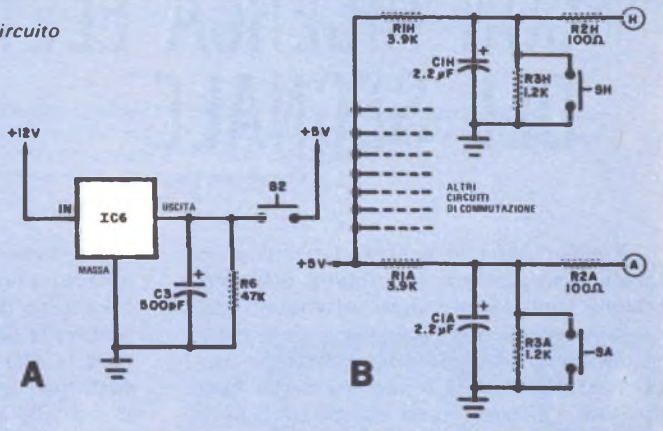 ircuito
+12V
IN
IC6
USCITA
MASSA
S2
+5V
C3
500pF
+
R6
47K
A
R1H
3.9K
C1H
2.2µF
+
R3H
1.2K
R2H
100Ω
H
SH
ALTRI
CIRCUITI
DI COMMUTAZIONE
+5V
R1A
3.9K
C1A
2.2µF
+
R3A
1.2K
R2A
100Ω
A
SA
B